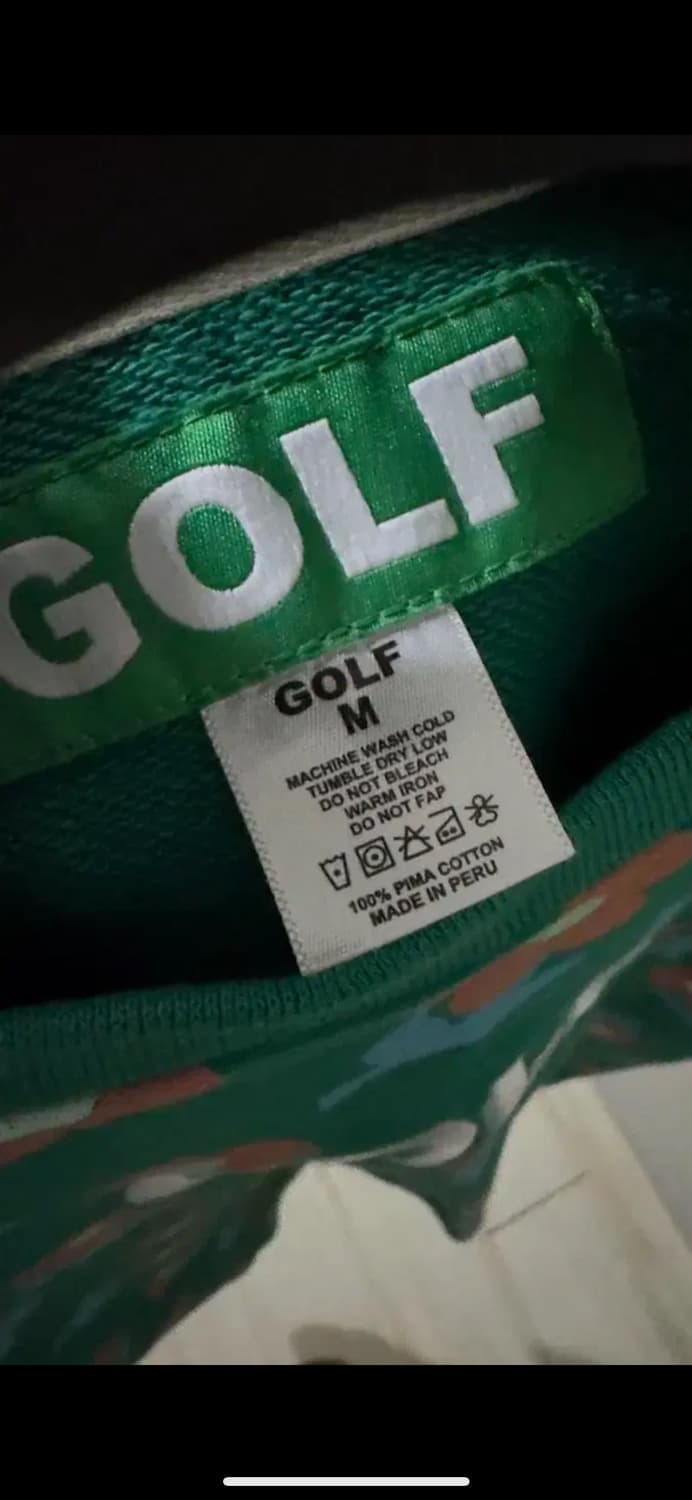 GOLF
GOLF
M
MACHINE WASH COLD
TUMBLE DRY LOW
DO NOT BLEACH
WARM IRON
DO NOT FAP
100% PIMA COTTON
MADE IN PERU